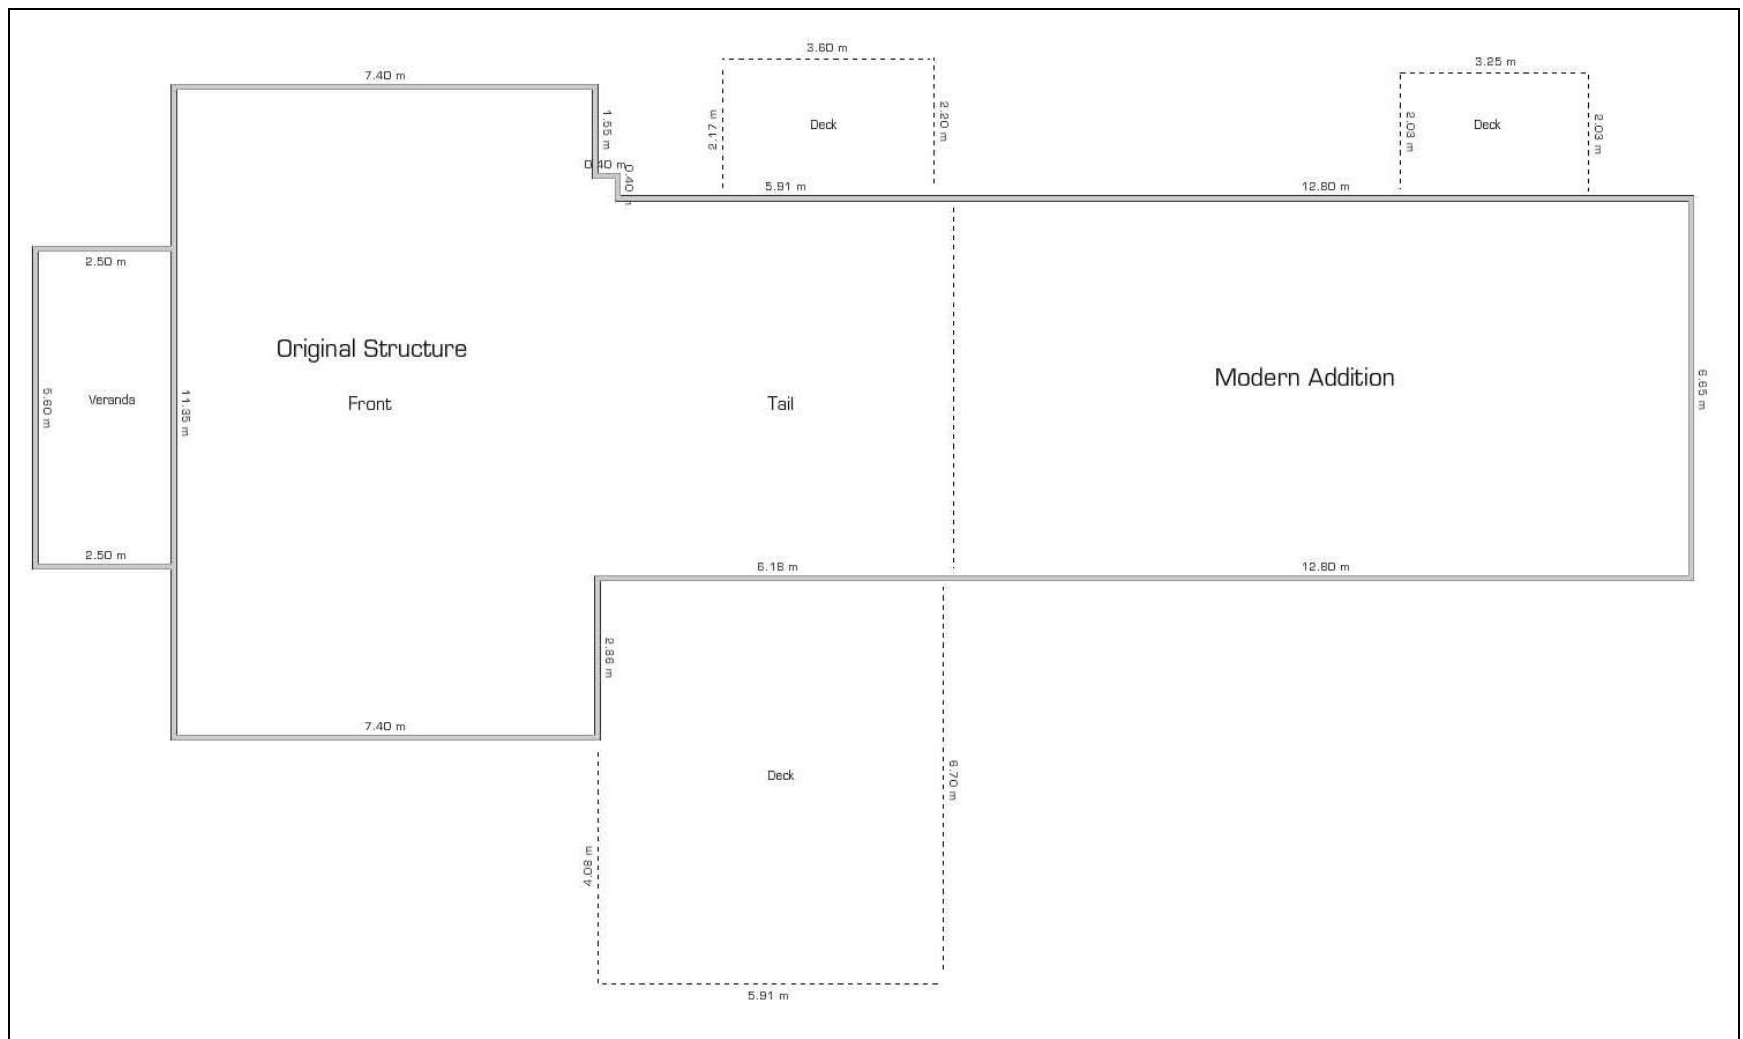 3.60 m
3.25 m
7.40 m
2.17 m
Deck
2.20 m
1.55 m
2.03 m
Deck
2.03 m
0.40 m
0.40 m
5.91 m
12.80 m
2.50 m
Original Structure
Modern Addition
5.60 m
Veranda
11.35 m
Front
Tail
6.65 m
2.50 m
6.18 m
12.80 m
2.86 m
7.40 m
Deck
6.70 m
4.08 m
5.91 m